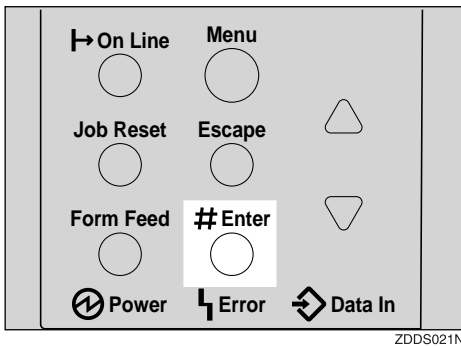 On Line Menu
Job Reset Escape
Form Feed # Enter
Power Error Data In
ZDDS021N